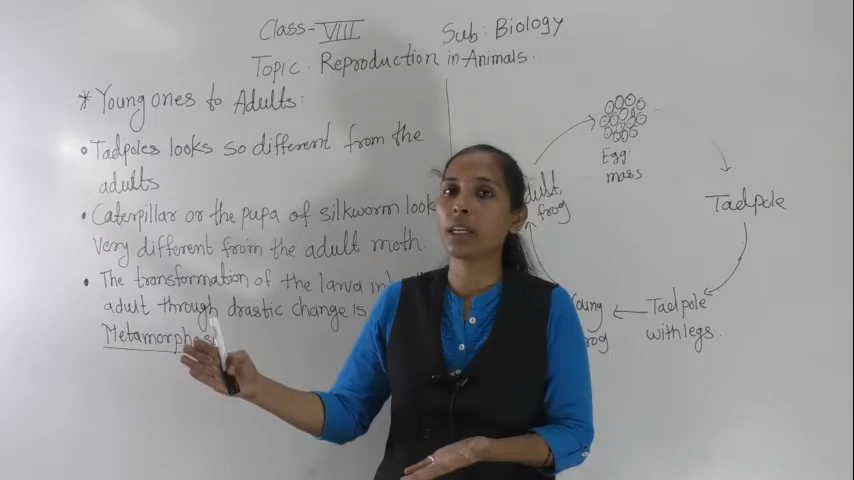 Class-VIII Sub: Biology
Topic: Reproduction in Animals.
* Young ones to Adults:
• Tadpoles looks so different from the
adults
• Caterpillar or the pupa of silkworm look
very different from the adult moth.
• The transformation of the larva
adult through drastic change is
Egg
mass
Tadpole
Tadpole
with legs.
frog